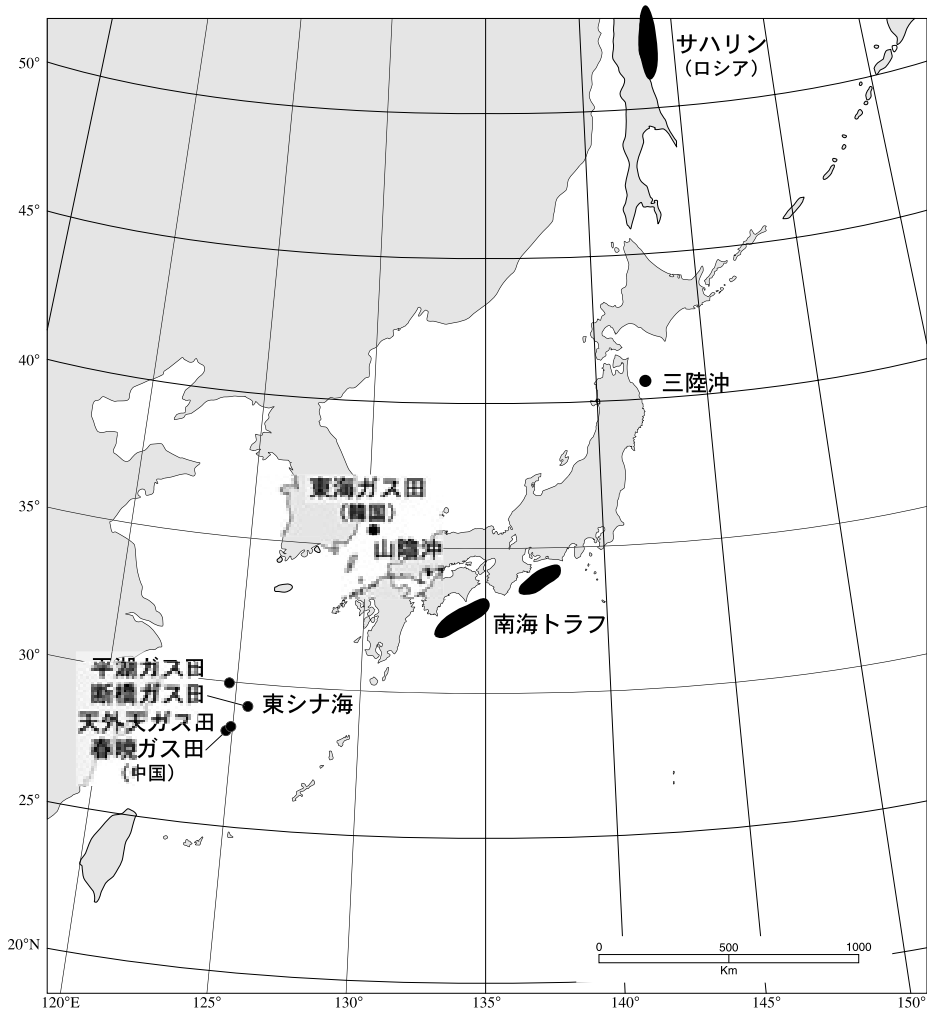 サハリン
(ロシア)
50°
45°
40°
三陸沖
35°
東海ガス田
(韓国)
山陰沖
南海トラフ
30°
平湖ガス田
断橋ガス田
東シナ海
天外天ガス田
春暁ガス田
(中国)
25°
20°N
0 500 1000
Km
120°E 125° 130° 135° 140° 145° 150°